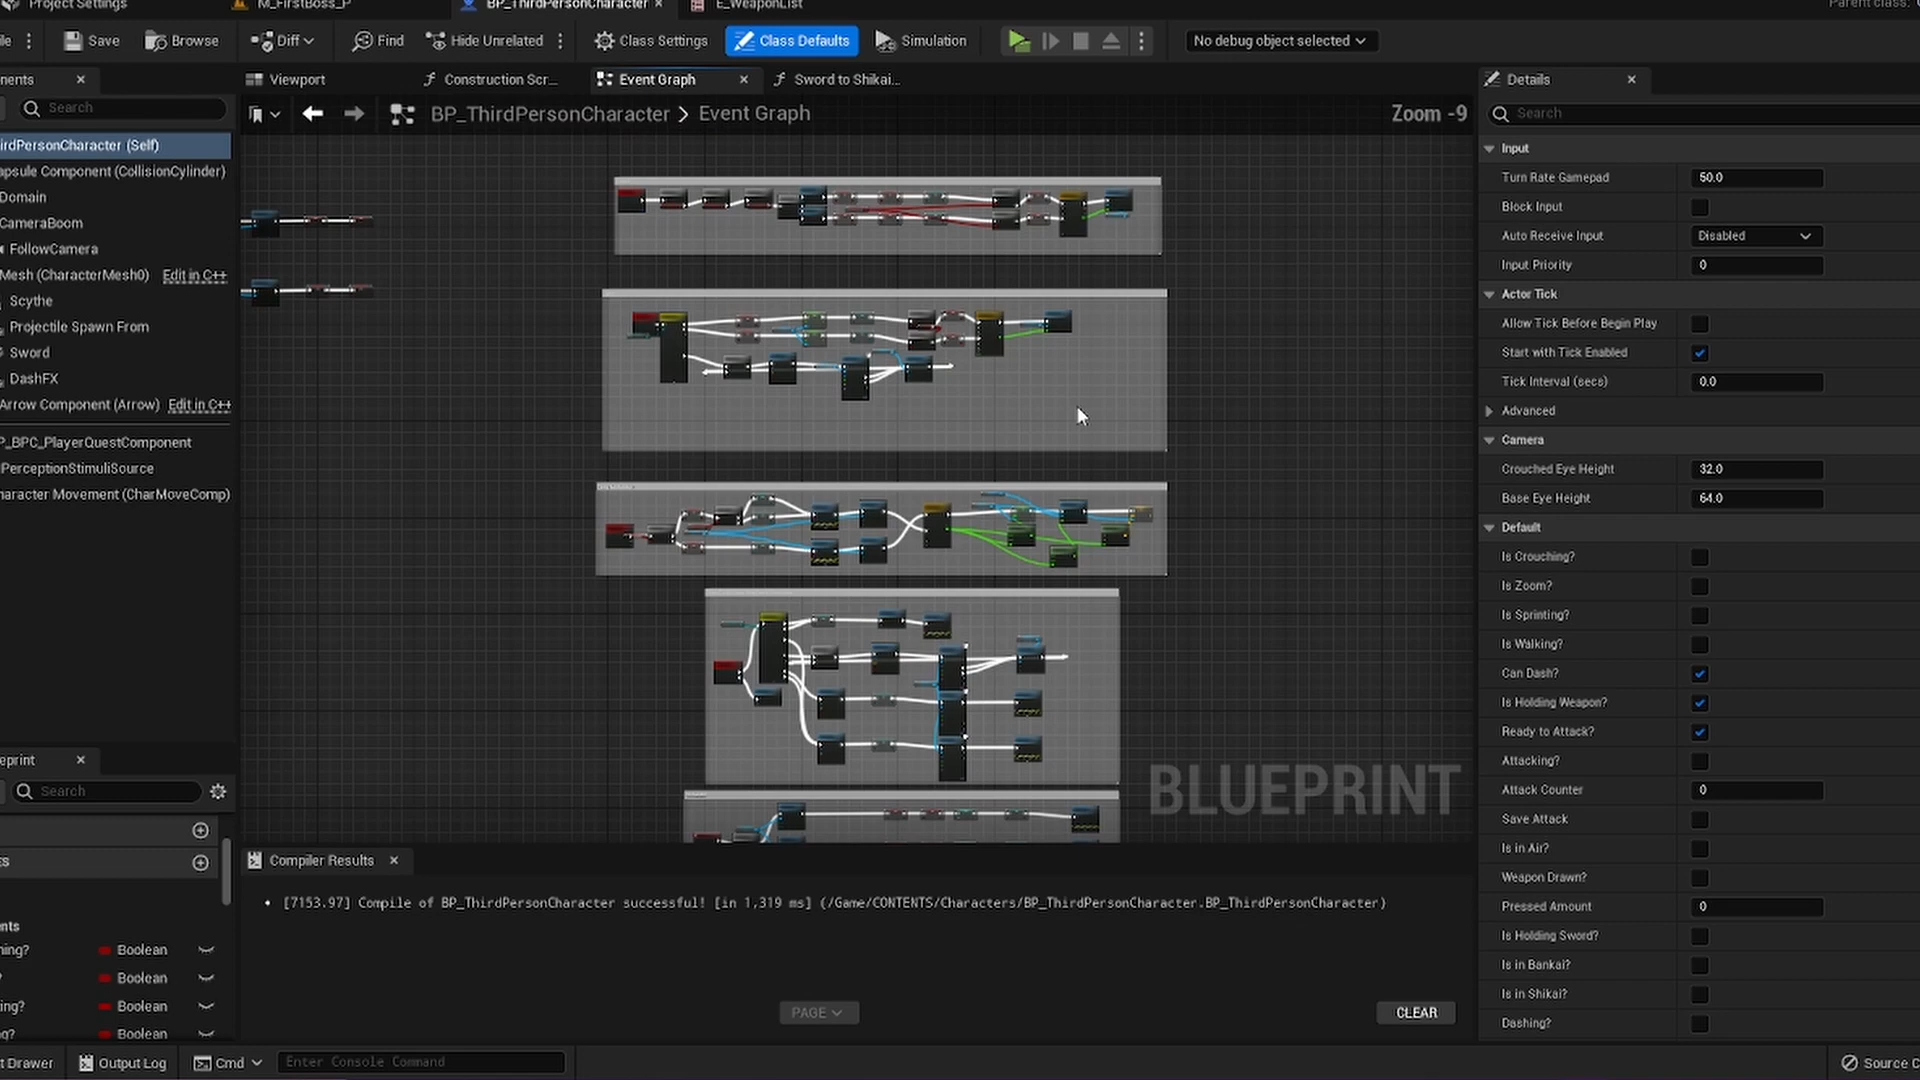 Project Settings
M_FirstBoss_P
BP_ThirdPersonCharacter
E_WeaponList
Parent class:
Save
Browse
Diff
Find
Hide Unrelated
Class Settings
Class Defaults
Simulation
No debug object selected
nents
Viewport
Construction Scr...
Event Graph
Sword to Shikai...
Details
Search
BP_ThirdPersonCharacter > Event Graph
Zoom -9
Search
irdPersonCharacter (Self)
apsule Component (CollisionCylinder)
Domain
CameraBoom
FollowCamera
Mesh (CharacterMesh0) Edit in C++
Scythe
Projectile Spawn From
Sword
DashFX
Arrow Component (Arrow) Edit in C++
P_BPC_PlayerQuestComponent
PerceptionStimuliSource
haracter Movement (CharMoveComp)
Input
Turn Rate Gamepad 50.0
Block Input
Auto Receive Input Disabled
Input Priority 0
Actor Tick
Allow Tick Before Begin Play
Start with Tick Enabled
Tick Interval (secs) 0.0
Advanced
Camera
Crouched Eye Height 32.0
Base Eye Height 64.0
Default
Is Crouching?
Is Zoom?
Is Sprinting?
Is Walking?
Can Dash?
Is Holding Weapon?
Ready to Attack?
Attacking?
Attack Counter 0
Save Attack
Is in Air?
Weapon Drawn?
Pressed Amount 0
Is Holding Sword?
Is in Bankai?
Is in Shikai?
Dashing?
BLUEPRINT
eprint
Search
S
nts
hing? Boolean
? Boolean
ing? Boolean
g? Boolean
Compiler Results
[7153.97] Compile of BP_ThirdPersonCharacter successful! [in 1,319 ms] (/Game/CONTENTS/Characters/BP_ThirdPersonCharacter.BP_ThirdPersonCharacter)
PAGE
CLEAR
t Drawer
Output Log
Cmd
Enter Console Command
Source C